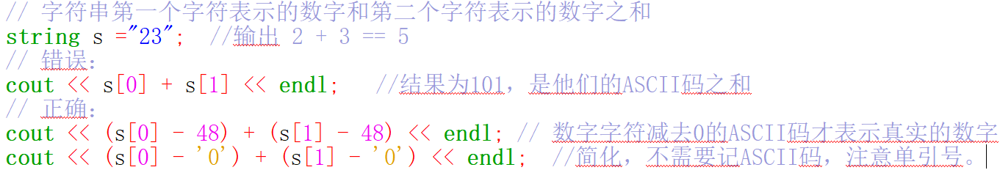 // 字符串第一个字符表示的数字和第二个字符表示的数字之和
string s ="23";  //输出 2 + 3 == 5
// 错误:
cout << s[0] + s[1] << endl;   //结果为101，是他们的ASCII码之和
// 正确:
cout << (s[0] - 48) + (s[1] - 48) << endl; // 数字字符减去0的ASCII码才表示真实的数字
cout << (s[0] - '0') + (s[1] - '0') << endl;  //简化，不需要记ASCII码，注意单引号。